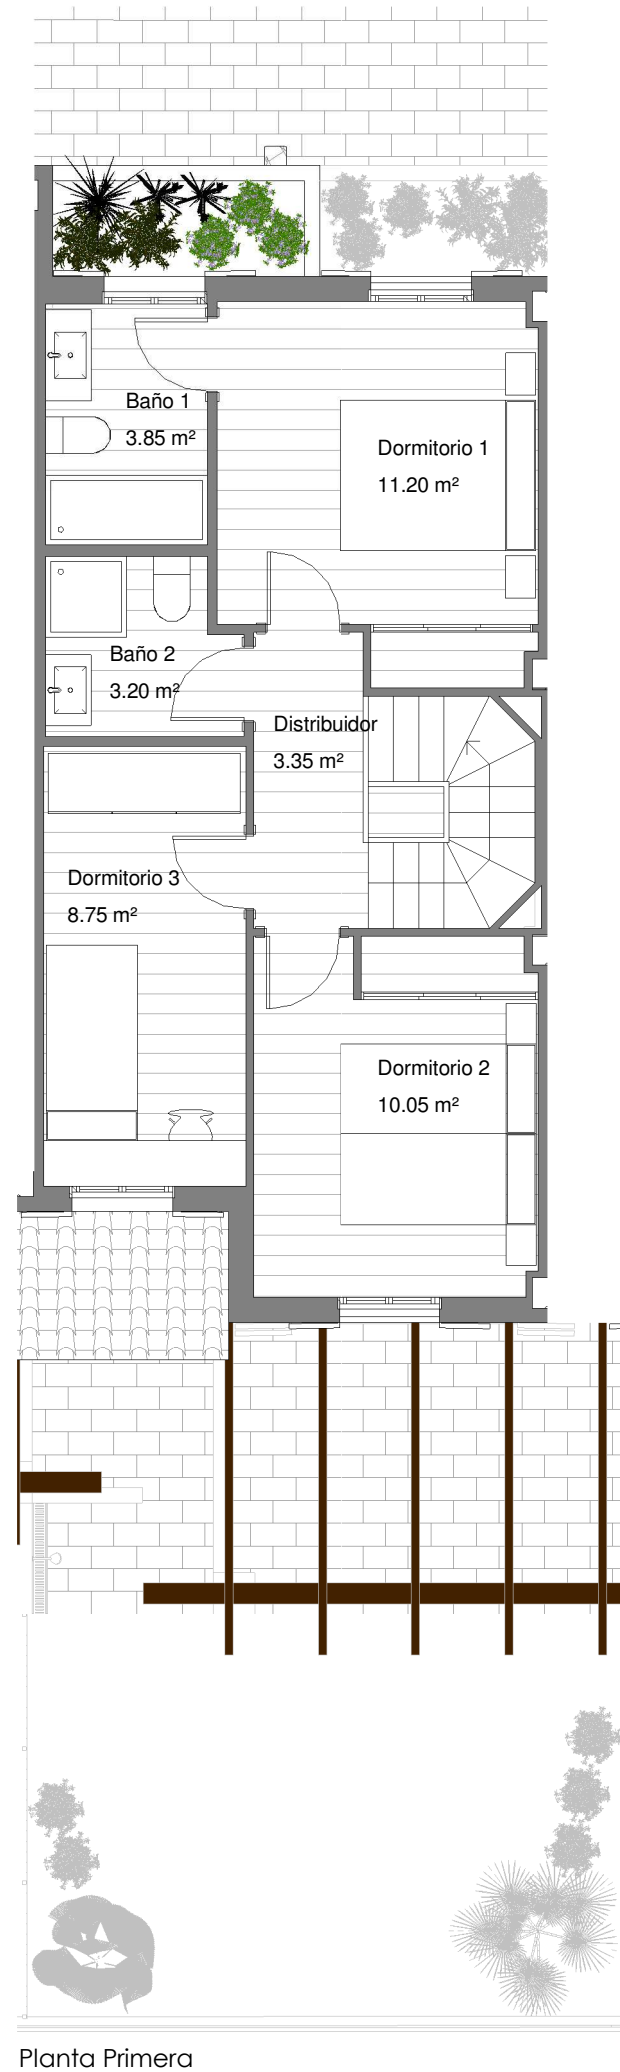 Baño 1
3.85 m²
Dormitorio 1
11.20 m²
Baño 2
3.20 m²
Distribuidor
3.35 m²
Dormitorio 3
8.75 m²
Dormitorio 2
10.05 m²
Planta Primera